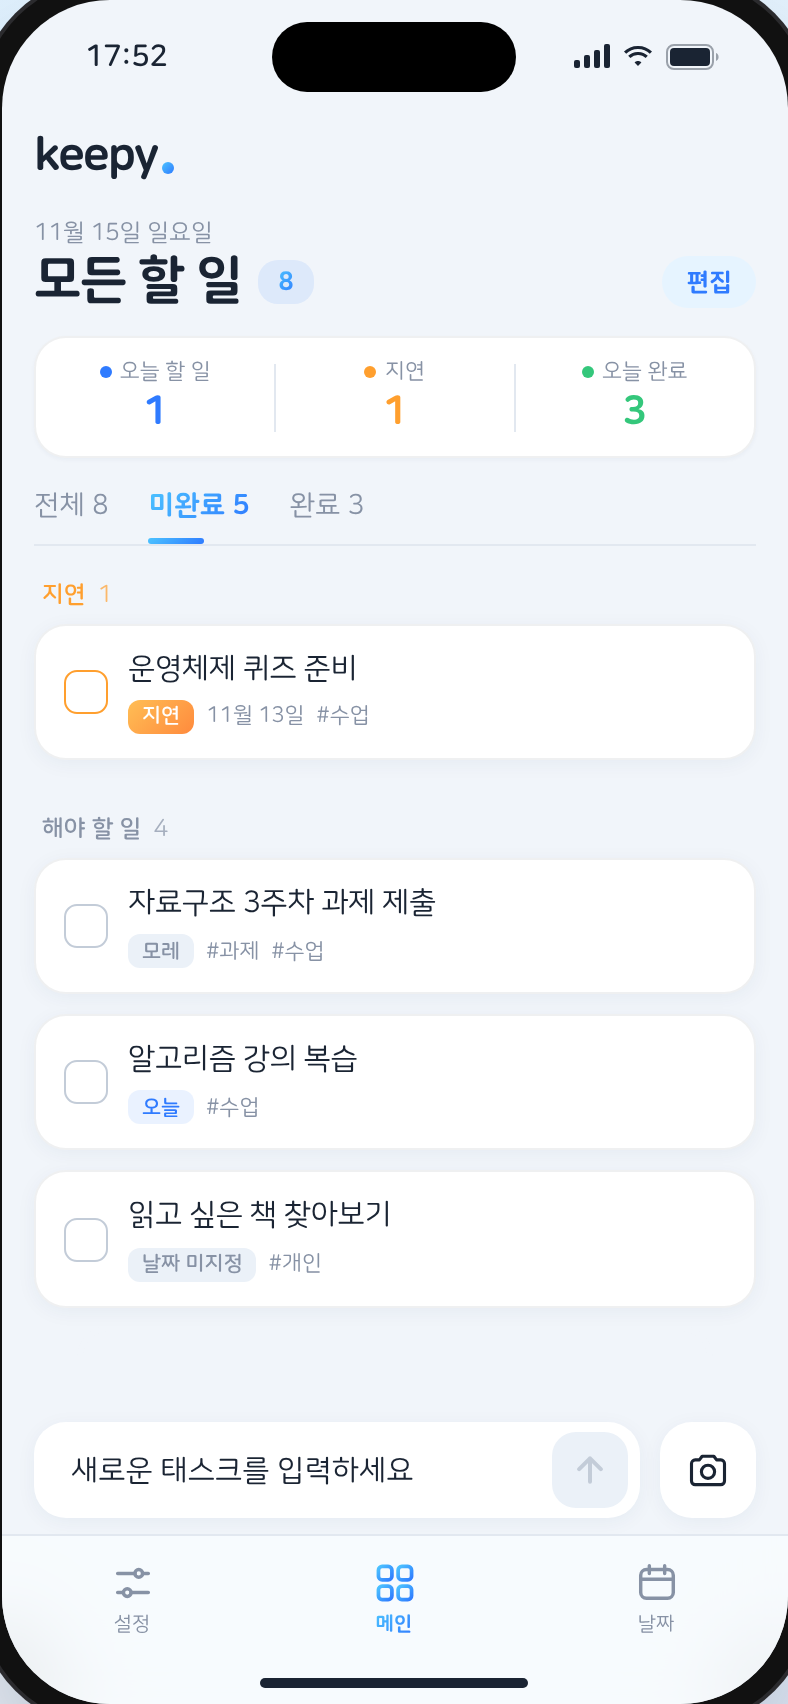 17:52
keepy.
11월 15일 일요일
모든 할 일 8 편집
오늘 할 일 지연 오늘 완료
1 1 3
전체 8 미완료 5 완료 3
지연 1
운영체제 퀴즈 준비
지연 11월 13일 #수업
해야 할 일 4
자료구조 3주차 과제 제출
모레 #과제 #수업
알고리즘 강의 복습
오늘 #수업
읽고 싶은 책 찾아보기
날짜 미지정 #개인
새로운 태스크를 입력하세요
설정 메인 날짜